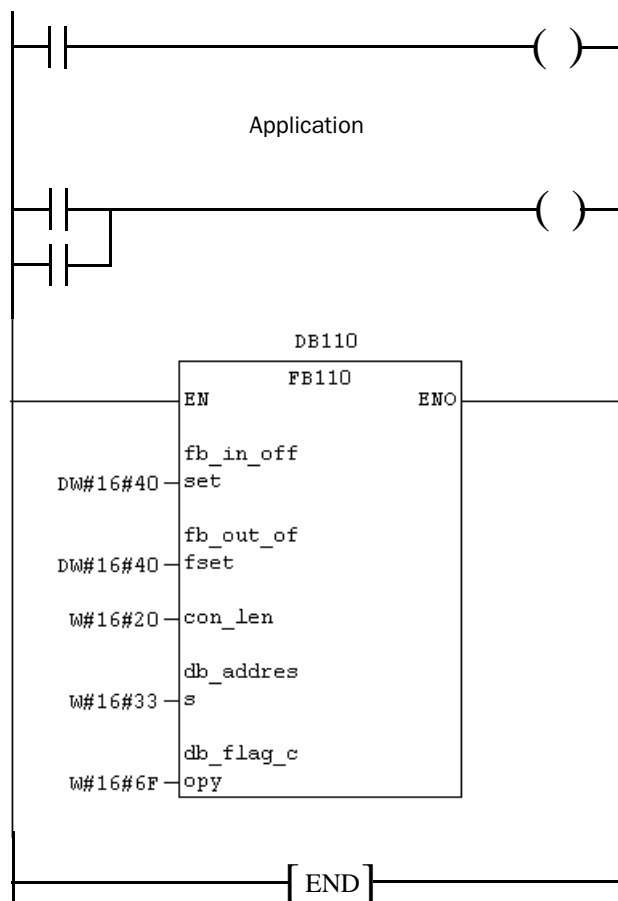 Application
DB110
FB110
EN ENO
fb_in_off
DW#16#40 set
fb_out_of
DW#16#40 fset
W#16#20 con_len
db_addres
W#16#33 s
db_flag_c
W#16#6F opy
END